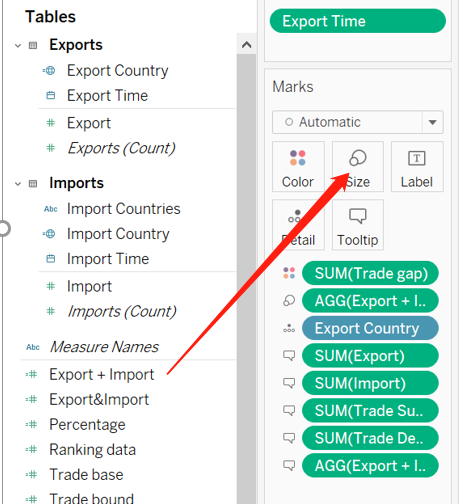 Tables
Exports
Export Country
Export Time
Export
Exports (Count)
Imports
Abc Import Countries
Import Country
Import Time
Import
Imports (Count)
Abc Measure Names
Export + Import
Export&Import
Percentage
Ranking data
Trade base
Trade bound
Export Time
Marks
Automatic
Color Size Label
Detail Tooltip
SUM(Trade gap)
AGG(Export + I..
Export Country
SUM(Export)
SUM(Import)
SUM(Trade Su..
SUM(Trade De..
AGG(Export + I..